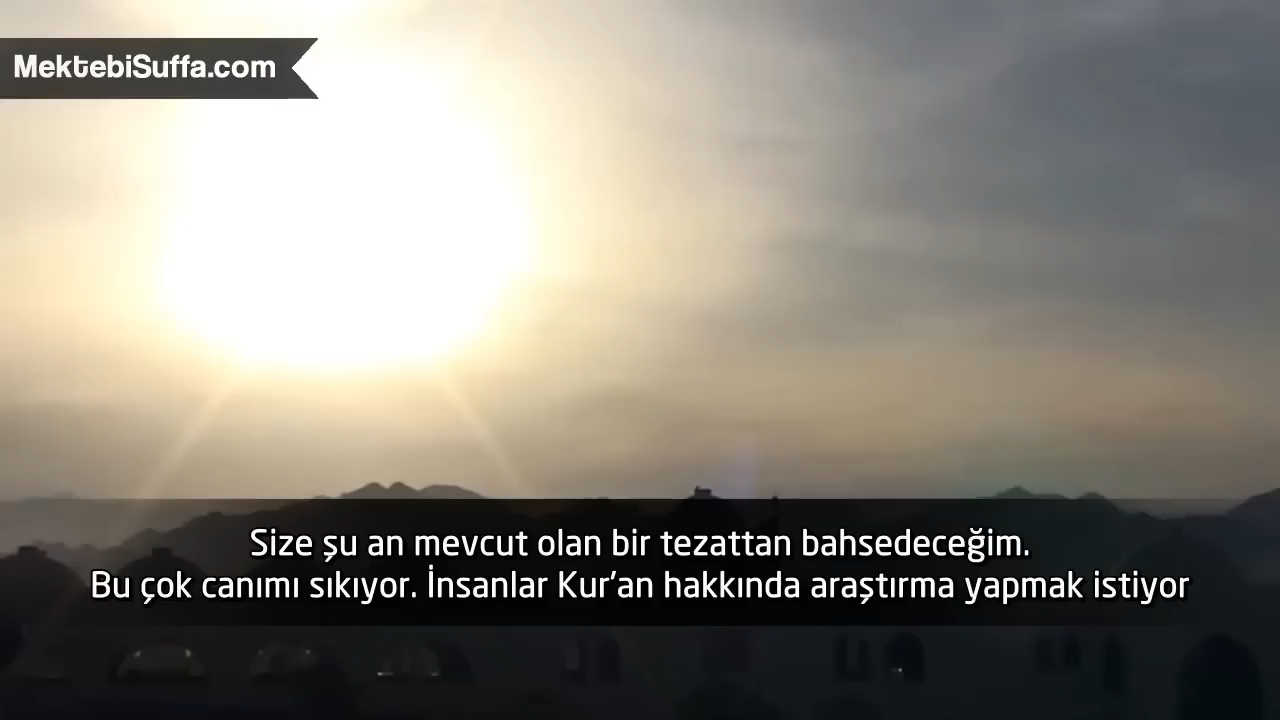 MektebiSuffa.com
Size şu an mevcut olan bir tezattan bahsedeceğim.
Bu çok canımı sıkıyor. İnsanlar Kur'an hakkında araştırma yapmak istiyor